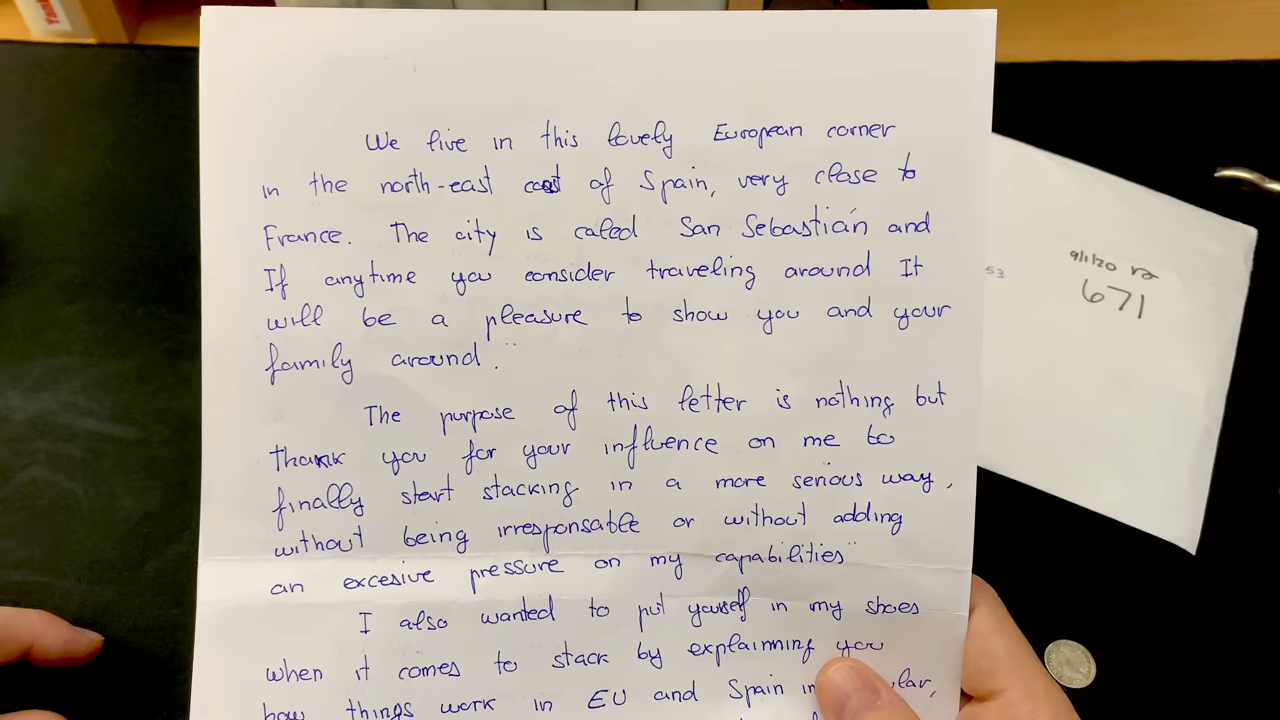 We live in this lovely European corner
in the north-east cost of Spain, very close to
France. The city is called San Sebastián and
If anytime you consider traveling around It
will be a pleasure to show you and your
family around."
The purpose of this letter is nothing but
thank you for your influence on me to
finally start stacking in a more serious way,
without being irresponsable or without adding
an excesive pressure on my capabilities"
I also wanted to put yourself in my shoes
when it comes to stack by explainning you
how things work in EU and Spain in lar,
53
9/1/20
671